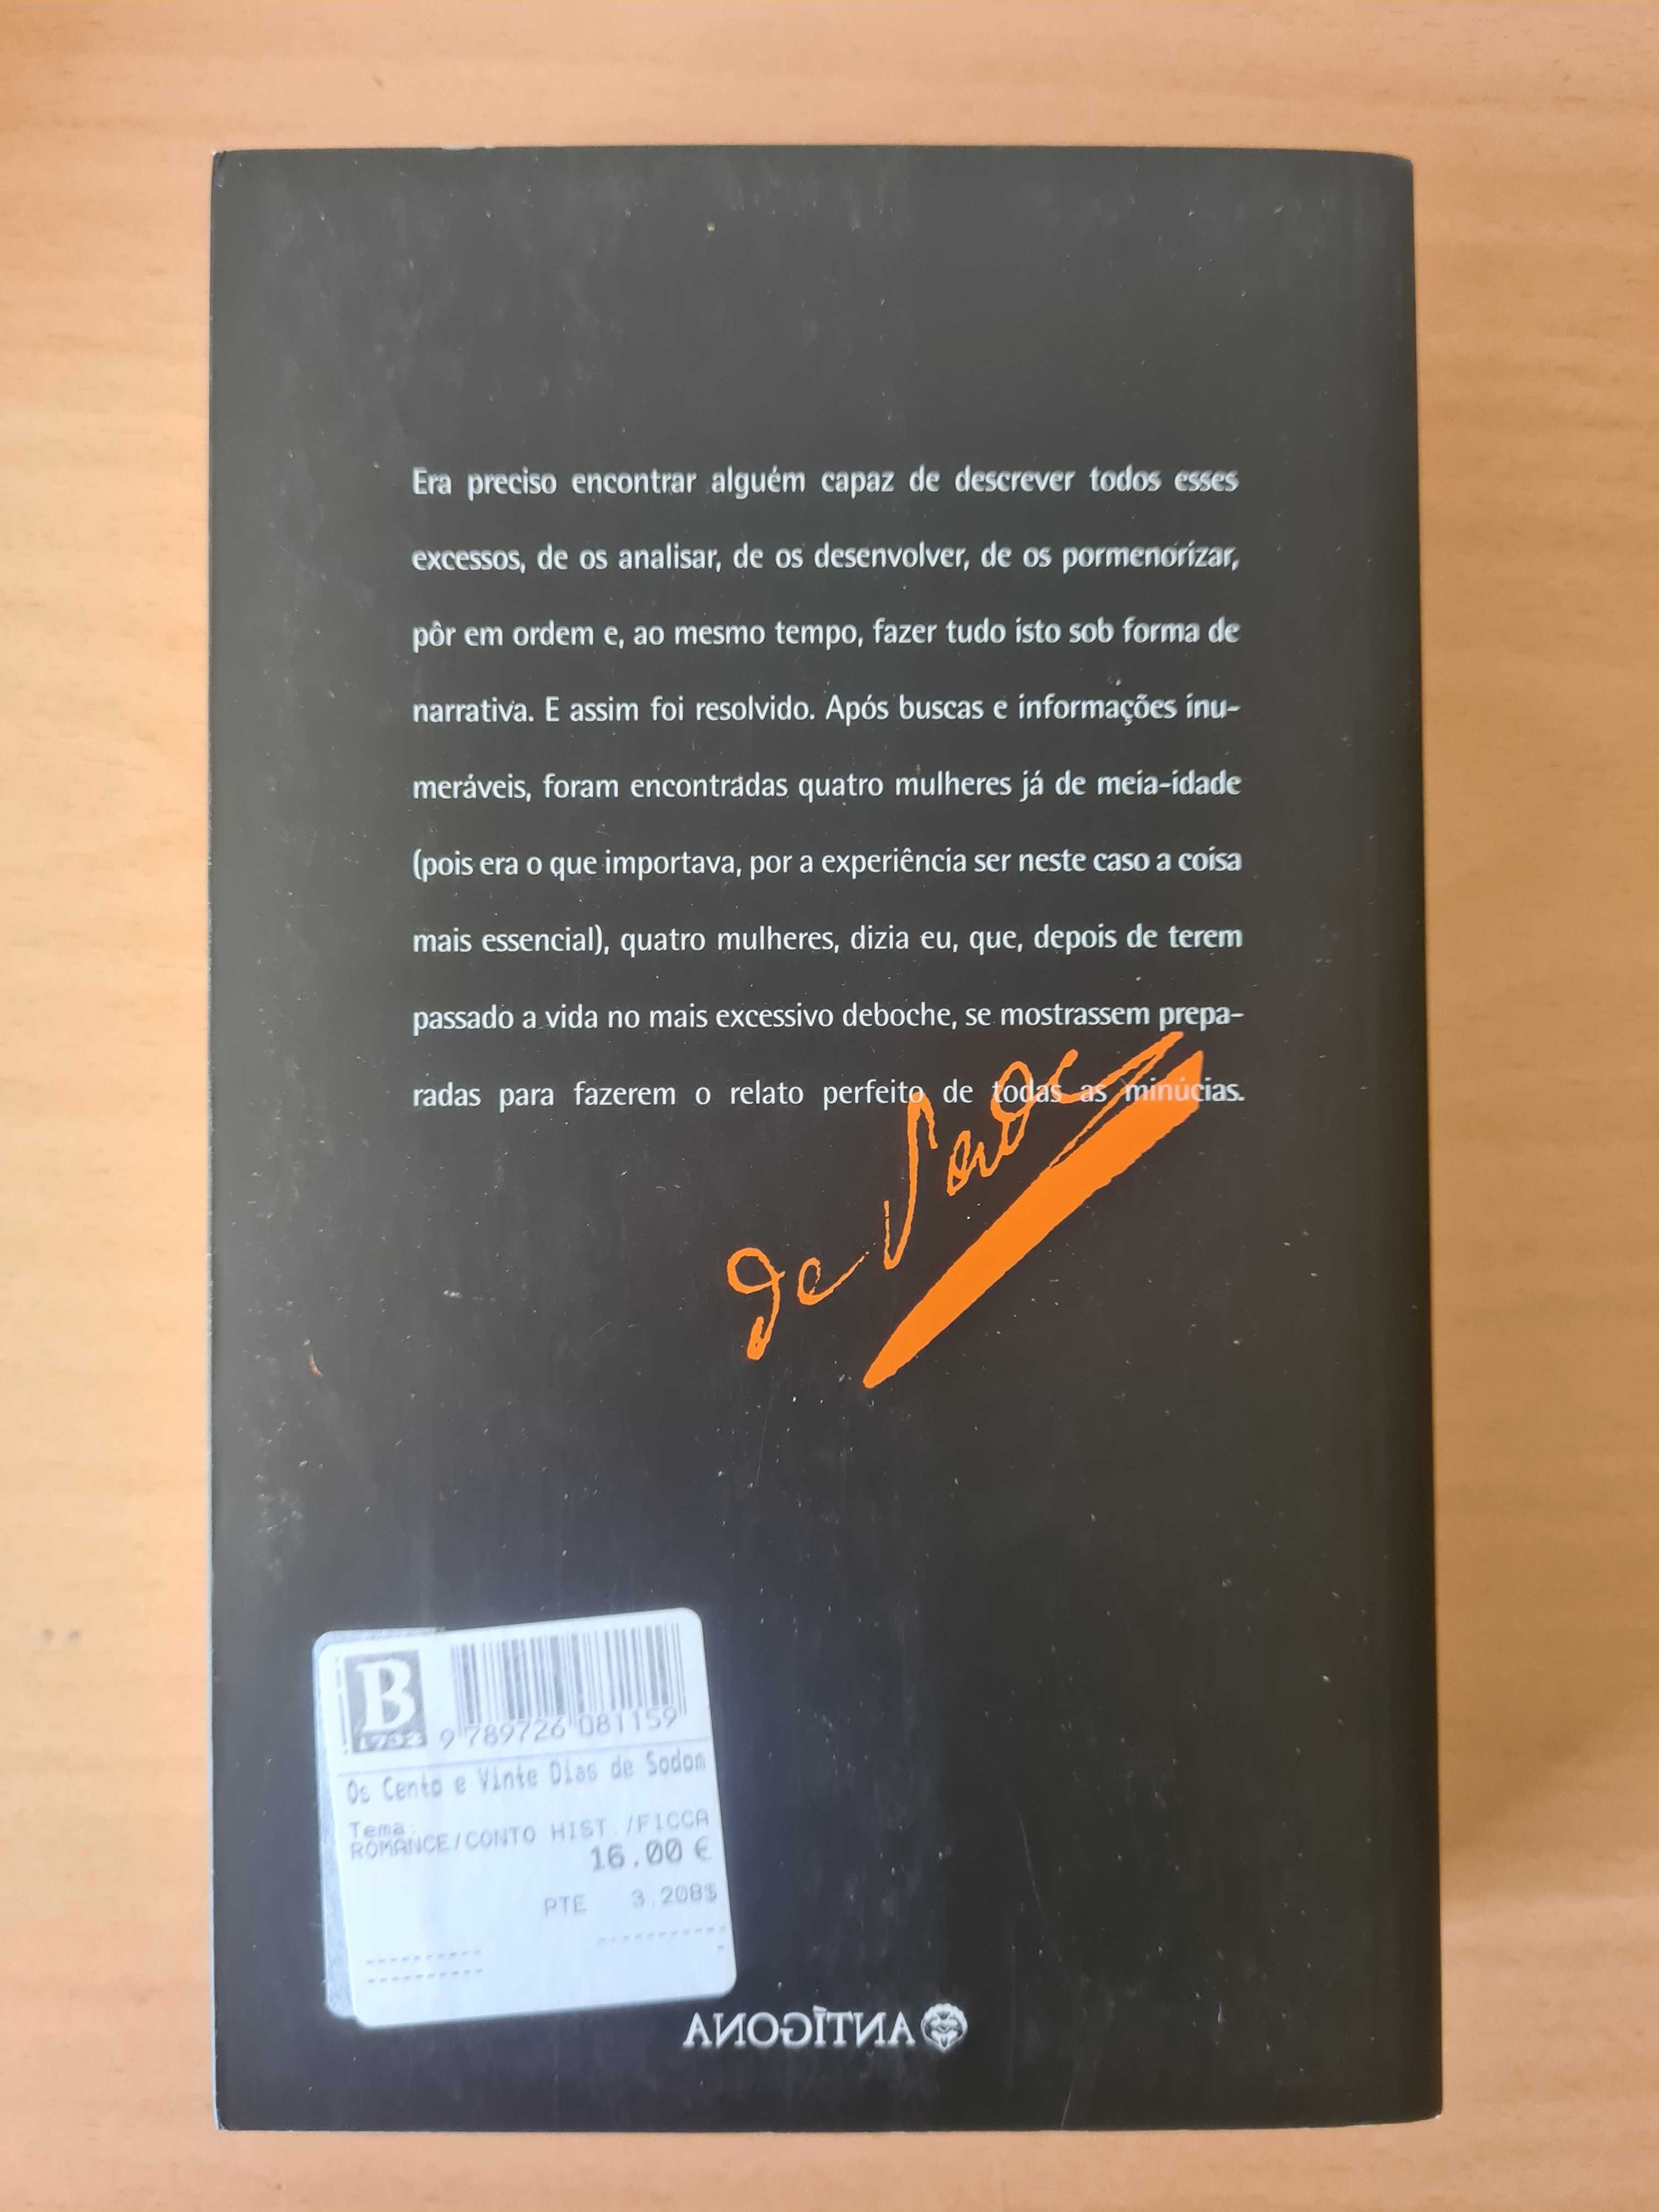 Era preciso encontrar alguém capaz de descrever todos esses
excessos, de os analisar, de os desenvolver, de os pormenorizar,
pôr em ordem e, ao mesmo tempo, fazer tudo isto sob forma de
narrativa. E assim foi resolvido. Após buscas e informações inu-
meráveis, foram encontradas quatro mulheres já de meia-idade
(pois era o que importava, por a experiência ser neste caso a coisa
mais essencial), quatro mulheres, dizia eu, que, depois de terem
passado a vida no mais excessivo deboche, se mostrassem prepa-
radas para fazerem o relato perfeito de todas as minúcias.
de Sade
B
1732
9 789726 081159
Os Cento e Vinte Dias de Sodom
Tema:
ROMANCE/CONTO HIST./FICCA
16.00 €
PTE 3.208$
ANTÍGONA